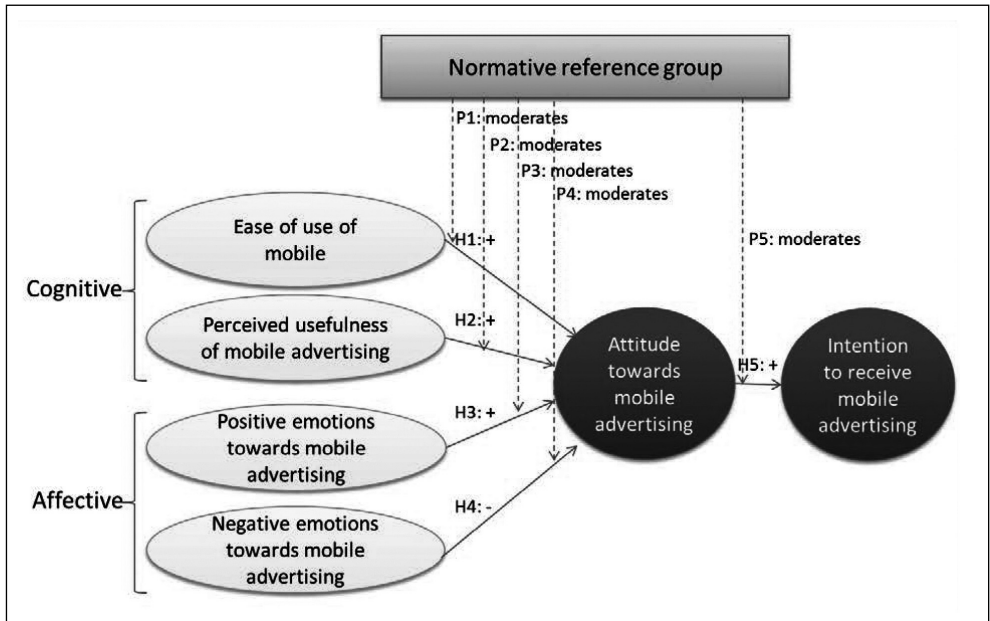 Normative reference group
P1: moderates
P2: moderates
P3: moderates
P4: moderates
P5: moderates
Cognitive
Ease of use of
mobile
H1: +
Perceived usefulness
of mobile advertising
H2: +
Affective
Positive emotions
towards mobile
advertising
H3: +
Negative emotions
towards mobile
advertising
H4: -
Attitude
towards
mobile
advertising
H5: +
Intention
to receive
mobile
advertising